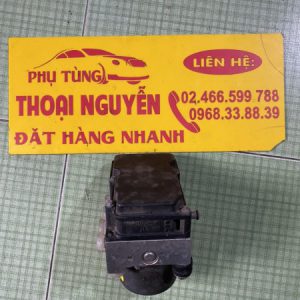 LIÊN HỆ:
PHỤ TÙNG
THOẠI NGUYỄN
02.466.599.788
0968.33.88.39
ĐẶT HÀNG NHANH